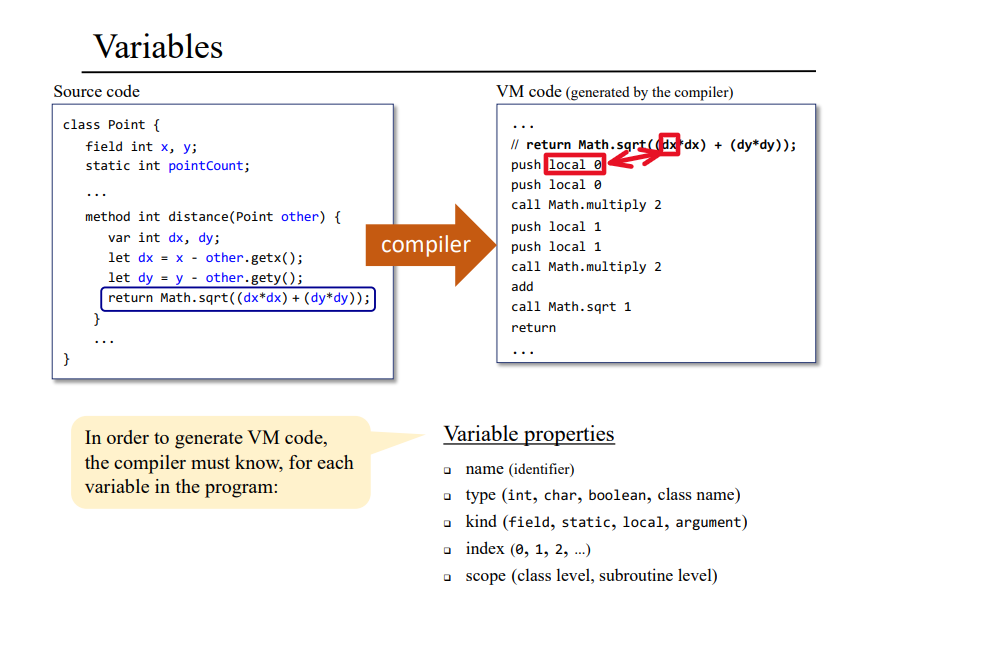 Variables
Source code
class Point {
field int x, y;
static int pointCount;
...
method int distance(Point other) {
var int dx, dy;
let dx = x - other.getx();
let dy = y - other.gety();
return Math.sqrt((dx*dx) + (dy*dy));
}
...
}
compiler
VM code (generated by the compiler)
...
// return Math.sqrt((dx*dx) + (dy*dy));
push local 0
push local 0
call Math.multiply 2
push local 1
push local 1
call Math.multiply 2
add
call Math.sqrt 1
return
...
In order to generate VM code,
the compiler must know, for each
variable in the program:
Variable properties
❑ name (identifier)
❑ type (int, char, boolean, class name)
❑ kind (field, static, local, argument)
❑ index (0, 1, 2, ...)
❑ scope (class level, subroutine level)